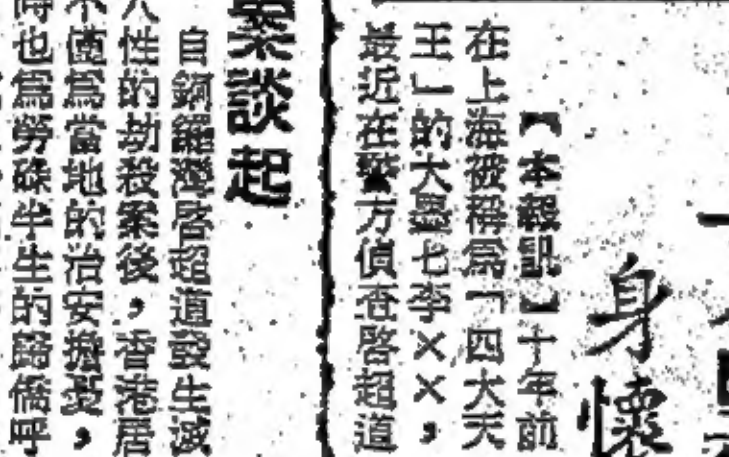 身懷
【本報訊】十年前
在上海被稱爲「四大天
王」的大墨七李××，
最近在警方偵查啓超道
案談起
自銅鑼灣啓超道發生滅
人性的劫殺案後，香港居
不僅爲當地的治安擔憂，
時也爲勞碌半生的歸僑呼